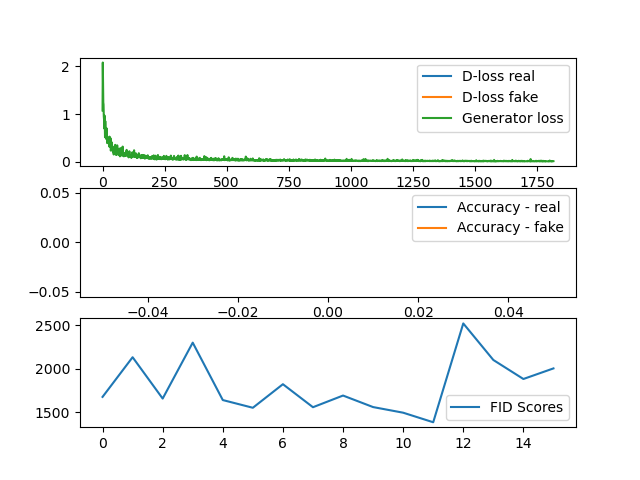 2
1
0
D-loss real
D-loss fake
Generator loss
0 250 500 750 1000 1250 1500 1750
0.05
0.00
−0.05
Accuracy - real
Accuracy - fake
−0.04 −0.02 0.00 0.02 0.04
2500
2000
1500
FID Scores
0 2 4 6 8 10 12 14